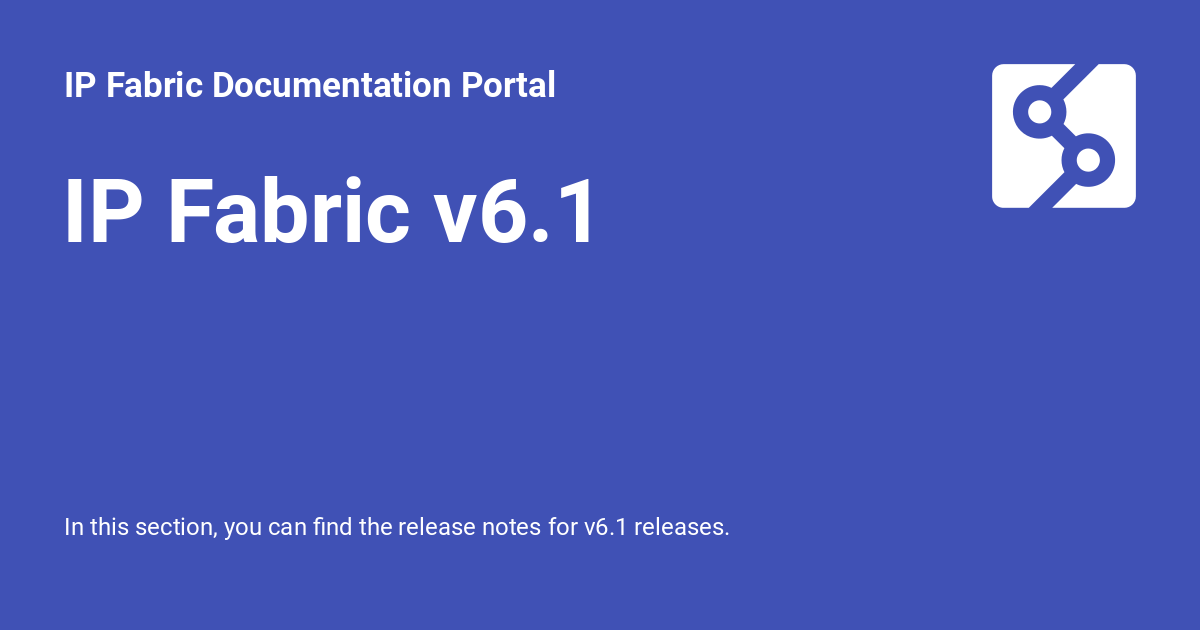 IP Fabric Documentation Portal
IP Fabric v6.1
In this section, you can find the release notes for v6.1 releases.